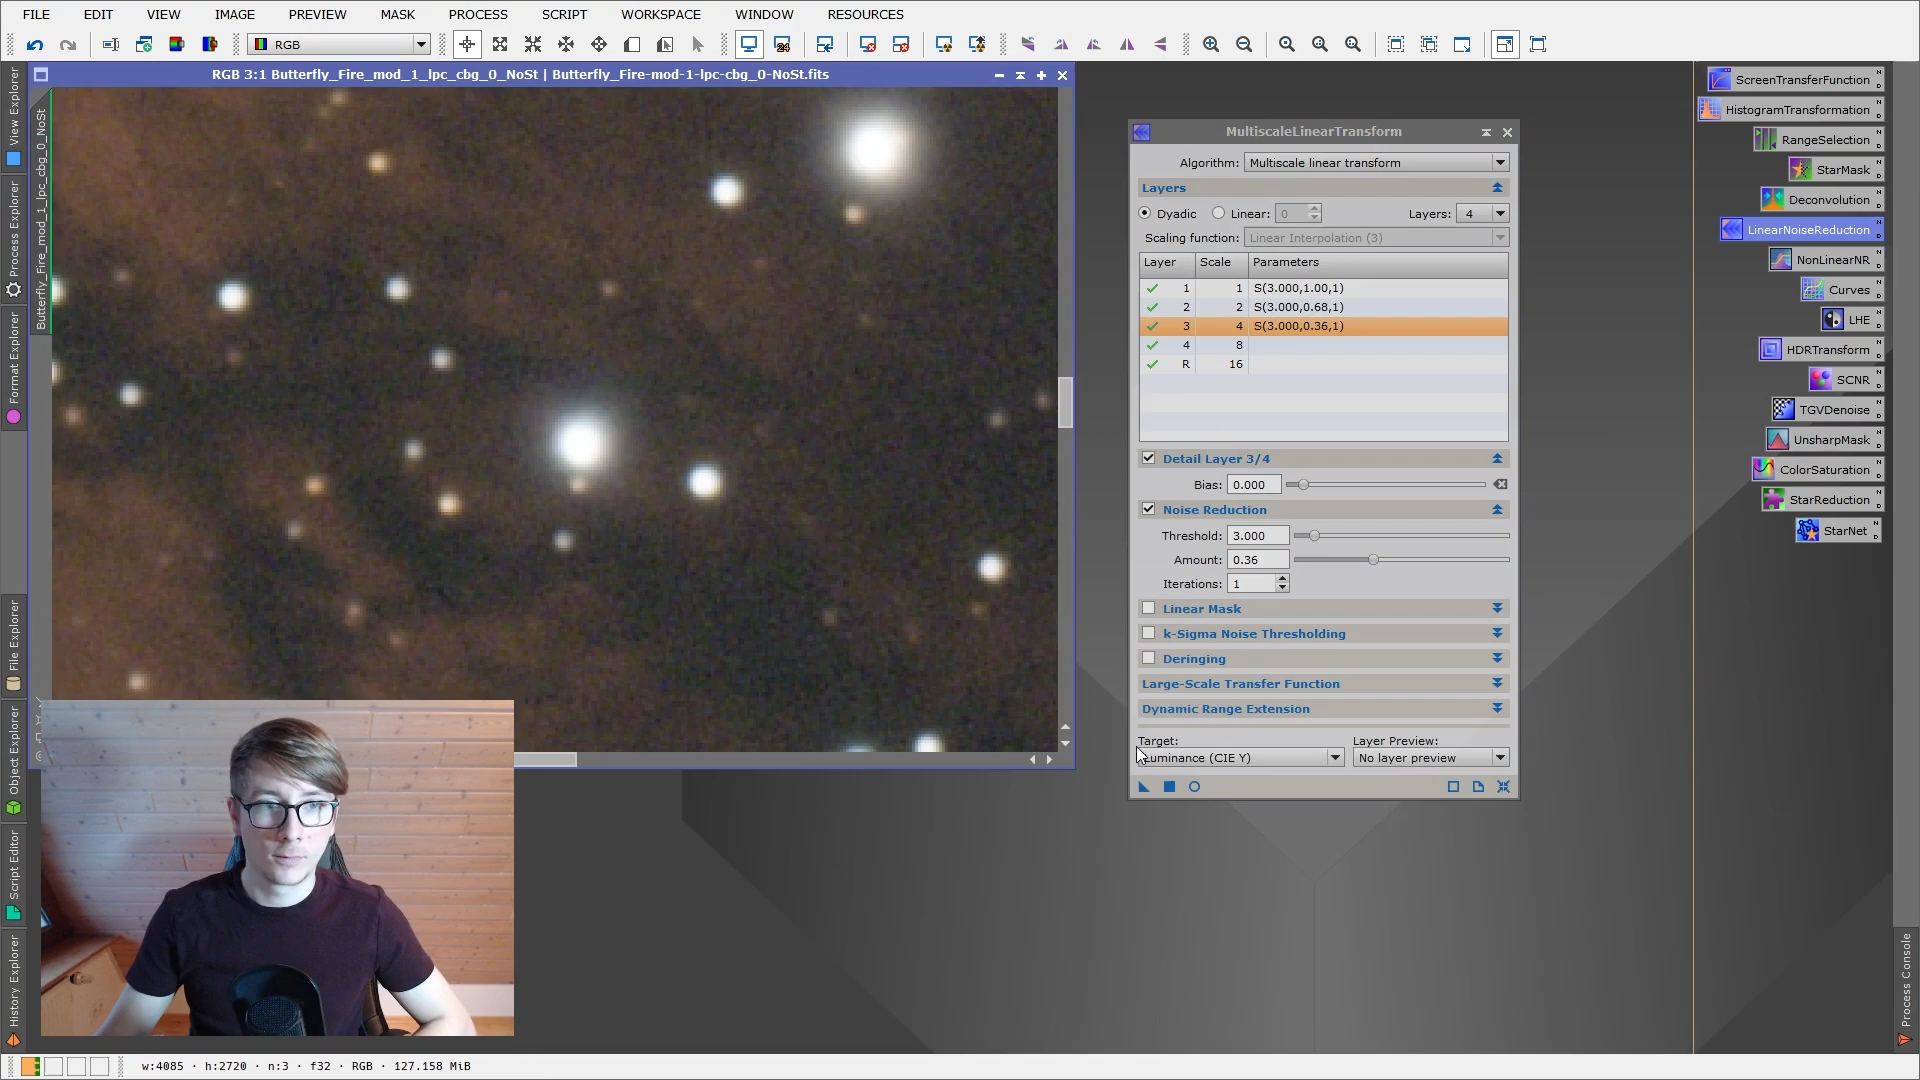 FILE EDIT VIEW IMAGE PREVIEW MASK PROCESS SCRIPT WORKSPACE WINDOW RESOURCES
RGB
RGB 3:1 Butterfly_Fire_mod_1_lpc_cbg_0_NoSt | Butterfly_Fire-mod-1-lpc-cbg_0-NoSt.fits
View Explorer
Process Explorer
Format Explorer
File Explorer
Object Explorer
Script Editor
History Explorer
Butterfly_Fire_mod_1_lpc_cbg_0_NoSt
MultiscaleLinearTransform
Algorithm: Multiscale linear transform
Layers
Dyadic Linear: 0 Layers: 4
Scaling function: Linear Interpolation (3)
Layer Scale Parameters
1 1 S(3.000,1.00,1)
2 2 S(3.000,0.68,1)
3 4 S(3.000,0.36,1)
4 8
R 16
Detail Layer 3/4
Bias: 0.000
Noise Reduction
Threshold: 3.000
Amount: 0.36
Iterations: 1
Linear Mask
k-Sigma Noise Thresholding
Deringing
Large-Scale Transfer Function
Dynamic Range Extension
Target: Layer Preview:
uminance (CIE Y) No layer preview
ScreenTransferFunction
HistogramTransformation
RangeSelection
StarMask
Deconvolution
LinearNoiseReduction
NonLinearNR
Curves
LHE
HDRTransform
SCNR
TGVDenoise
UnsharpMask
ColorSaturation
StarReduction
StarNet
Process Console
w:4085 · h:2720 · n:3 · f32 · RGB · 127.158 MiB